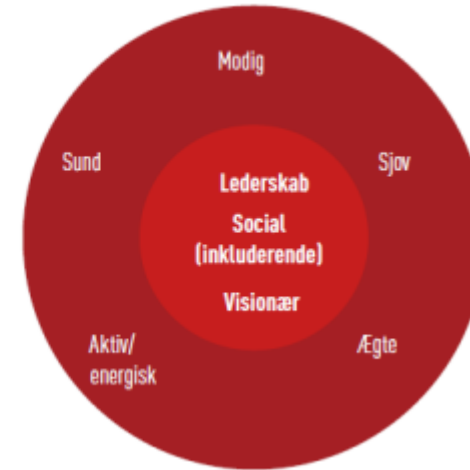 Modig
Sund
Sjov
Lederskab
Social
(inkluderende)
Visionær
Aktiv/
energisk
Ægte